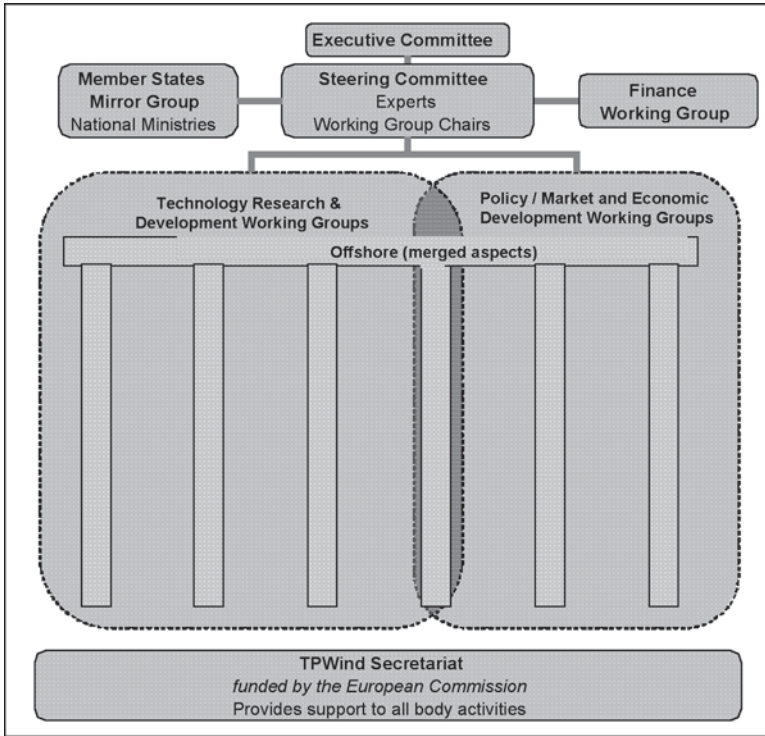 Executive Committee
Member States
Mirror Group
National Ministries
Steering Committee
Experts
Working Group Chairs
Finance
Working Group
Technology Research &
Development Working Groups
Policy / Market and Economic
Development Working Groups
Offshore (merged aspects)
TPWind Secretariat
funded by the European Commission
Provides support to all body activities